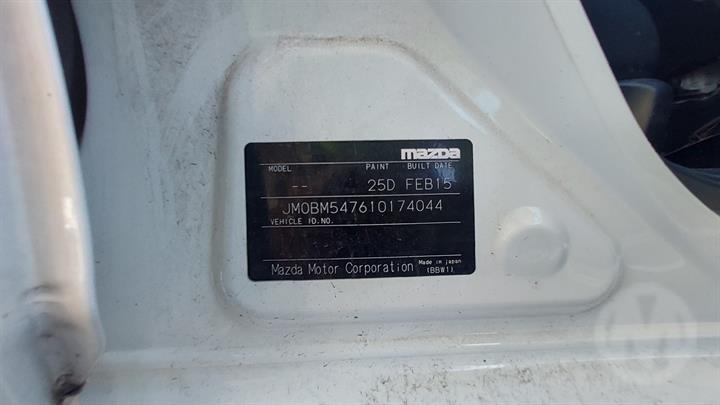 mazda
MODEL PAINT BUILT DATE
-- 25D FEB15
JM0BM547610174044
VEHICLE ID.NO.
Mazda Motor Corporation Made in japan
(BBW1)